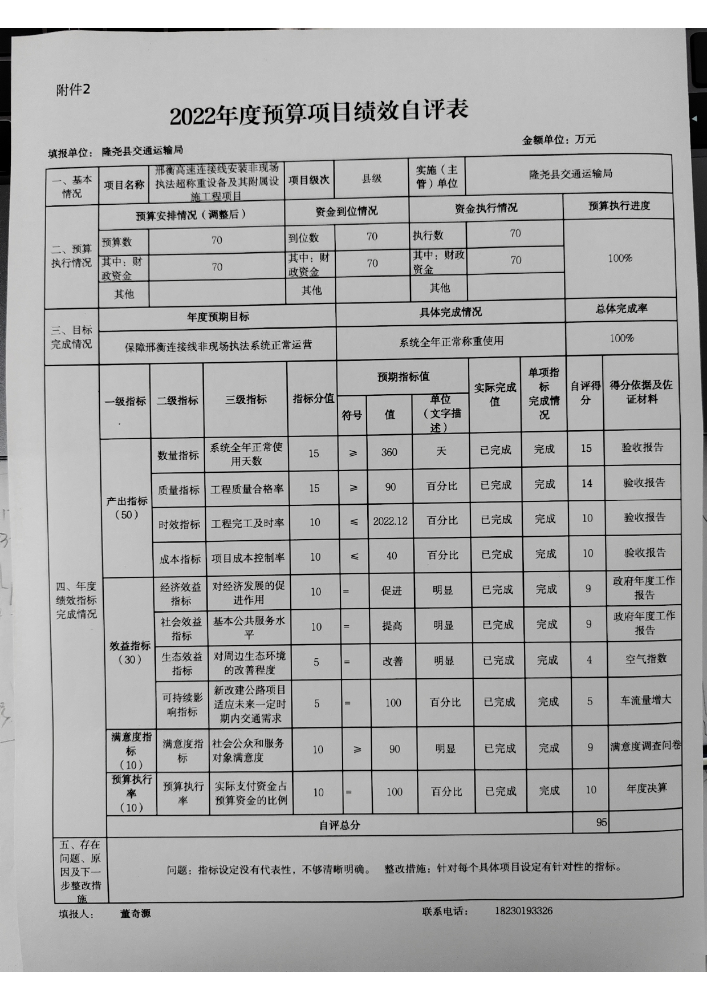 附件2
2022年度预算项目绩效自评表
填报单位： 隆尧县交通运输局
金额单位：万元
一、基本情况 项目名称 邢衡高速连接线安装非现场执法超称重设备及其附属设施工程项目 项目级次 县级 实施（主管）单位 隆尧县交通运输局
二、预算执行情况 预算安排情况（调整后） 资金到位情况 资金执行情况 预算执行进度
预算数 70 到位数 70 执行数 70 100%
其中：财政资金 70 其中：财政资金 70 其中：财政资金 70
其他 其他 其他
三、目标完成情况 年度预期目标 具体完成情况 总体完成率
保障邢衡连接线非现场执法系统正常运营 系统全年正常称重使用 100%
四、年度绩效指标完成情况 一级指标 二级指标 三级指标 指标分值 预期指标值 实际完成值 单项指标完成情况 自评得分 得分依据及佐证材料
符号 值 单位（文字描述）
产出指标（50） 数量指标 系统全年正常使用天数 15 ≥ 360 天 已完成 完成 15 验收报告
质量指标 工程质量合格率 15 ≥ 90 百分比 已完成 完成 14 验收报告
时效指标 工程完工及时率 10 ≤ 2022.12 百分比 已完成 完成 10 验收报告
成本指标 项目成本控制率 10 ≤ 40 百分比 已完成 完成 10 验收报告
效益指标（30） 经济效益指标 对经济发展的促进作用 10 = 促进 明显 已完成 完成 9 政府年度工作报告
社会效益指标 基本公共服务水平 10 = 提高 明显 已完成 完成 9 政府年度工作报告
生态效益指标 对周边生态环境的改善程度 5 = 改善 明显 已完成 完成 4 空气指数
可持续影响指标 新改建公路项目适应未来一定时期内交通需求 5 = 100 百分比 已完成 完成 5 车流量增大
满意度指标（10） 满意度指标 社会公众和服务对象满意度 10 ≥ 90 明显 已完成 完成 9 满意度调查问卷
预算执行率（10） 预算执行率 实际支付资金占预算资金的比例 10 = 100 百分比 已完成 完成 10 年度决算
自评总分 95
五、存在问题、原因及下一步整改措施 问题：指标设定没有代表性，不够清晰明确。 整改措施：针对每个具体项目设定有针对性的指标。
填报人： 董奇源 联系电话： 18230193326